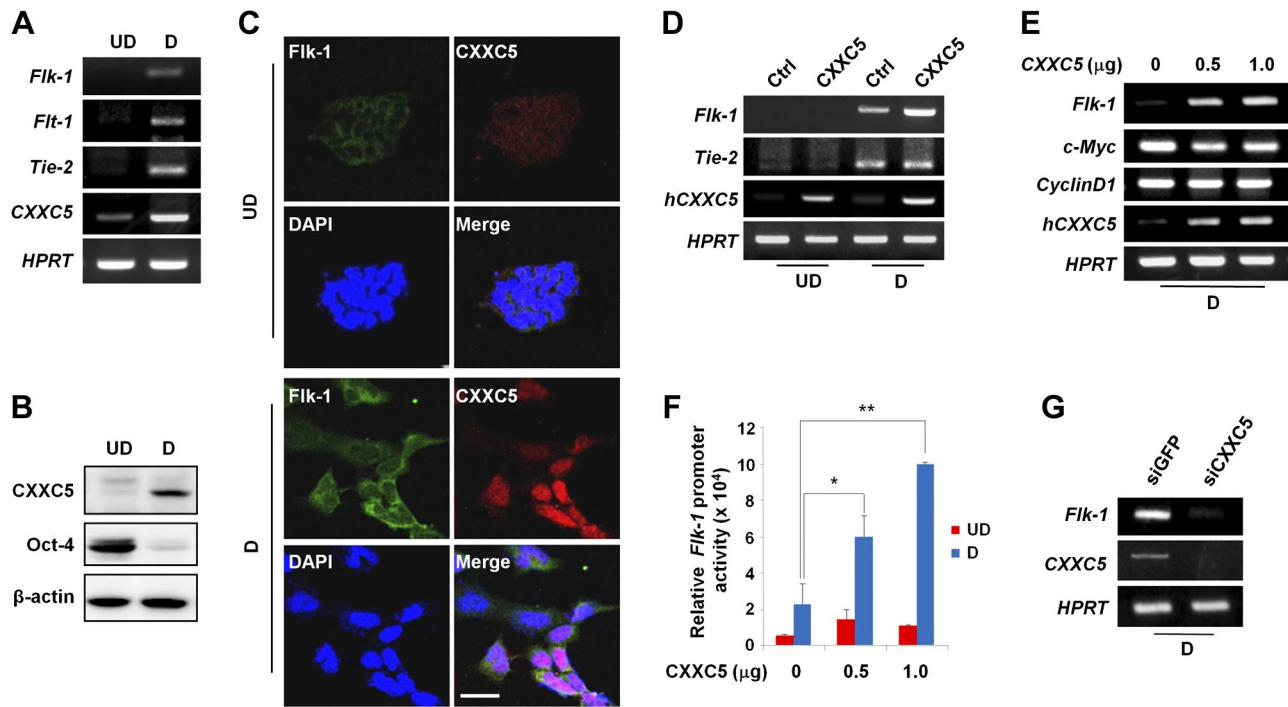 A
UD D
Flk-1
Flt-1
Tie-2
CXXC5
HPRT
B
UD D
CXXC5
Oct-4
β-actin
C
UD
Flk-1 CXXC5
DAPI Merge
D
Flk-1 CXXC5
DAPI Merge
D
Ctrl CXXC5 Ctrl CXXC5
Flk-1
Tie-2
hCXXC5
HPRT
UD D
E
CXXC5 (μg) 0 0.5 1.0
Flk-1
c-Myc
CyclinD1
hCXXC5
HPRT
D
F
Relative Flk-1 promoter
activity (x 10⁴)
12
10
8
6
4
2
0
**
*
UD
D
CXXC5 (μg) 0 0.5 1.0
G
siGFP siCXXC5
Flk-1
CXXC5
HPRT
D